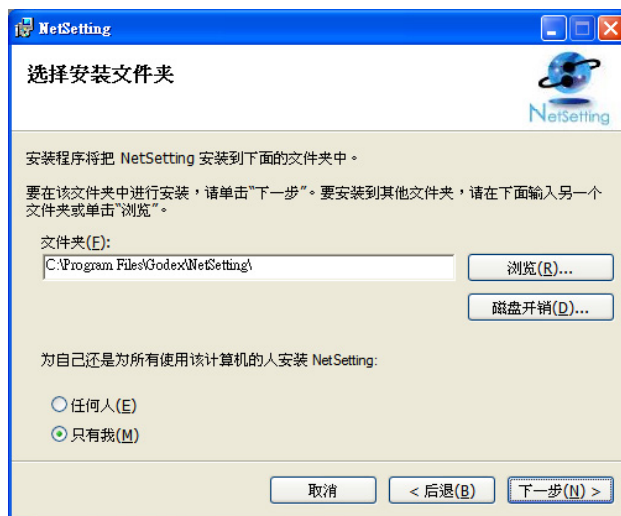 NetSetting
选择安装文件夹
NetSetting
安装程序将把 NetSetting 安装到下面的文件夹中。
要在该文件夹中进行安装，请单击"下一步"。要安装到其他文件夹，请在下面输入另一个
文件夹或单击"浏览"。
文件夹(F):
C:\Program Files\Godex\NetSetting\
浏览(R)...
磁盘开销(D)...
为自己还是为所有使用该计算机的人安装 NetSetting:
任何人(E)
只有我(M)
取消
< 后退(B)
下一步(N) >